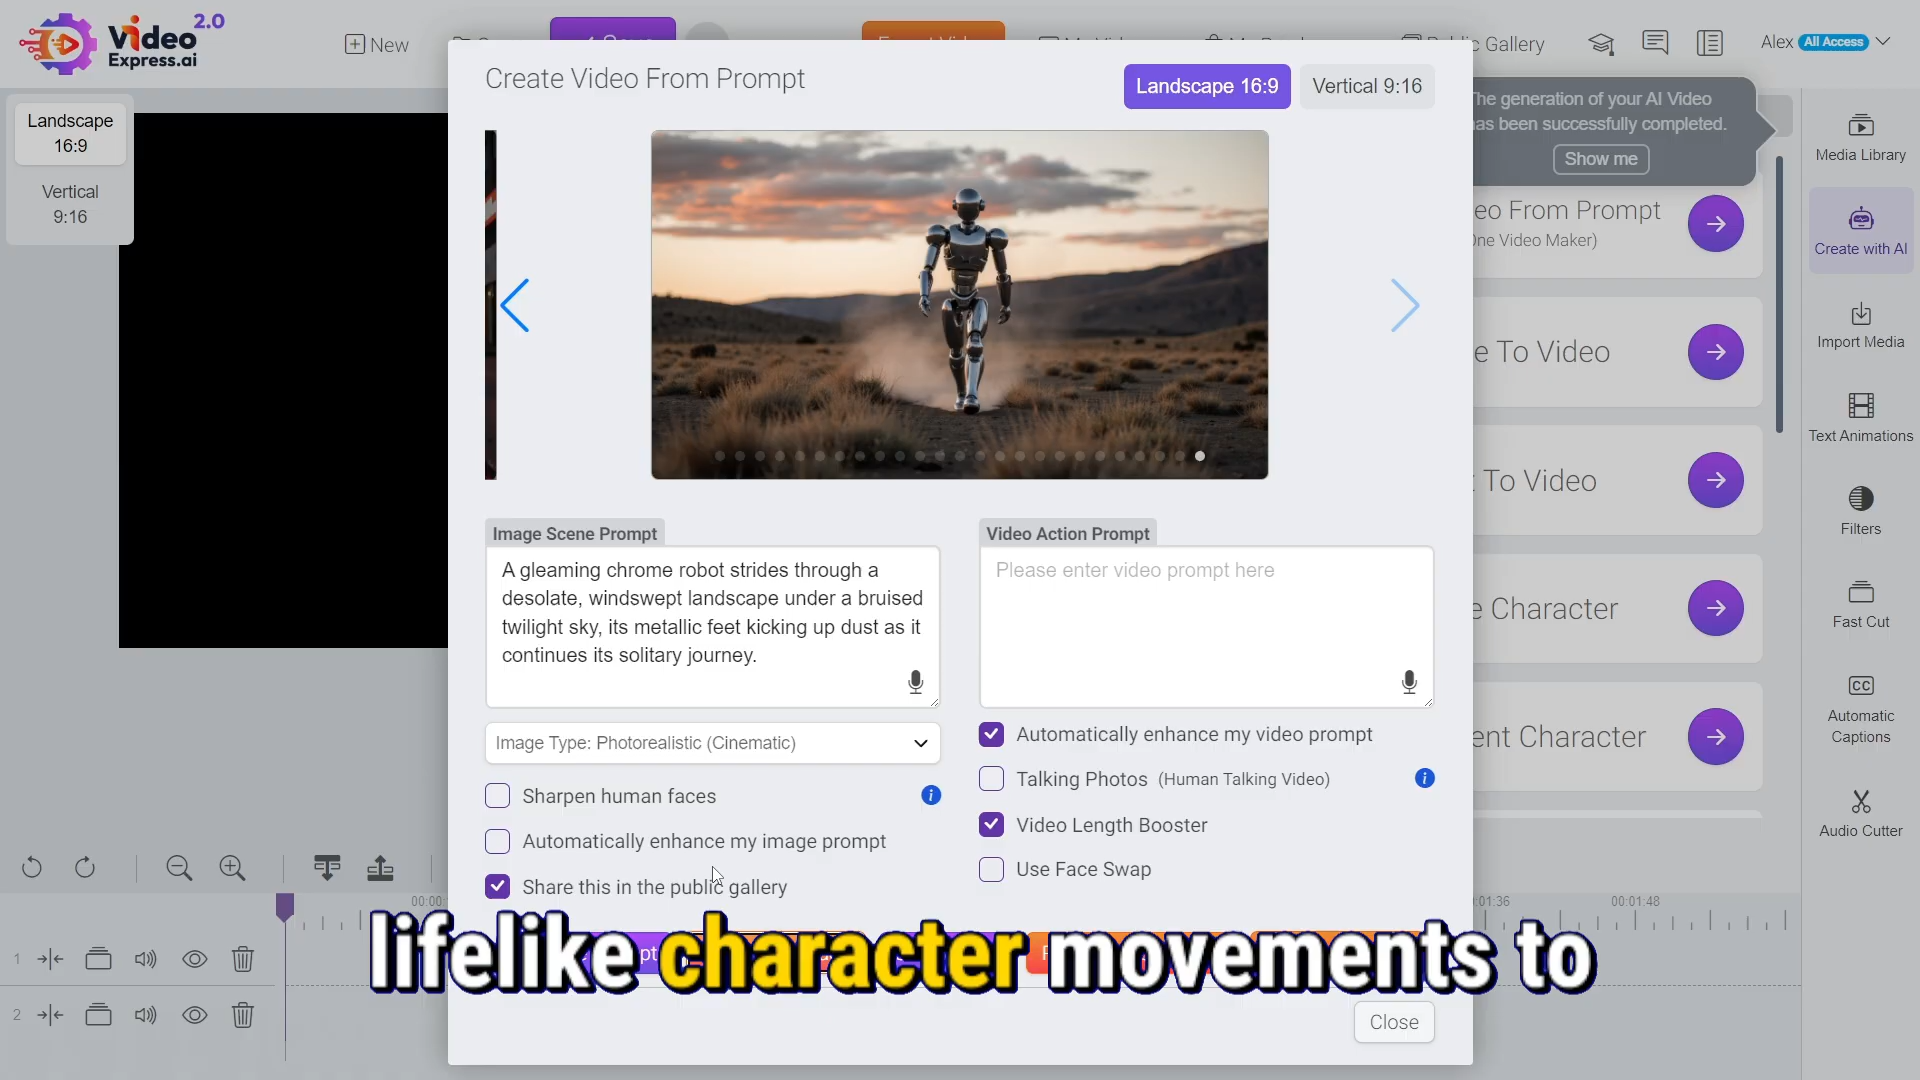 Video 2.0
Express.ai
New
Landscape
16:9
Vertical
9:16
Create Video From Prompt
Landscape 16:9
Vertical 9:16
Gallery
Alex All Access
The generation of your AI Video
has been successfully completed.
Show me
eo From Prompt
One Video Maker)
e To Video
To Video
e Character
ent Character
Media Library
Create with AI
Import Media
Text Animations
Filters
Fast Cut
CC
Automatic
Captions
Audio Cutter
Image Scene Prompt
A gleaming chrome robot strides through a
desolate, windswept landscape under a bruised
twilight sky, its metallic feet kicking up dust as it
continues its solitary journey.
Image Type: Photorealistic (Cinematic)
Sharpen human faces
Automatically enhance my image prompt
Share this in the public gallery
Video Action Prompt
Please enter video prompt here
Automatically enhance my video prompt
Talking Photos (Human Talking Video)
Video Length Booster
Use Face Swap
00:00:
:01:36
00:01:48
lifelike character movements to
1
2
Close